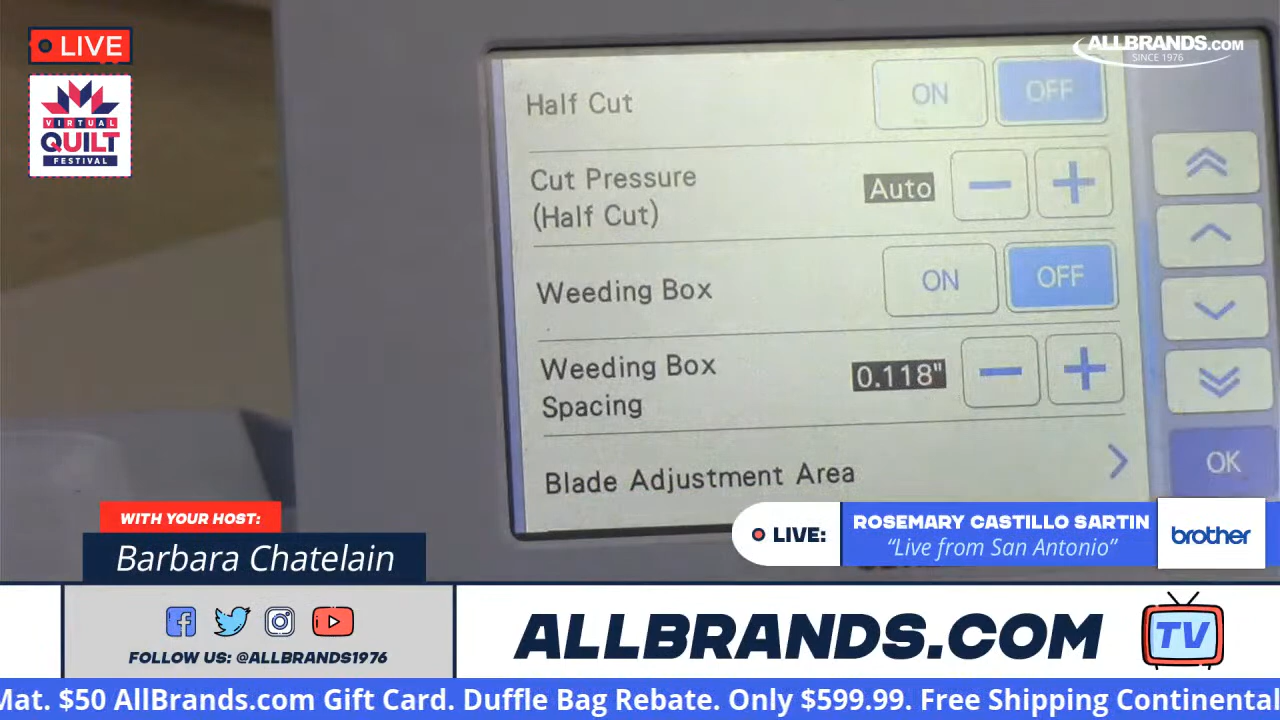 LIVE
VIRTUAL
QUILT
FESTIVAL
ALLBRANDS.COM
SINCE 1976
Half Cut ON OFF
Cut Pressure
(Half Cut) Auto
Weeding Box ON OFF
Weeding Box
Spacing 0.118"
Blade Adjustment Area
OK
WITH YOUR HOST:
Barbara Chatelain
LIVE:
ROSEMARY CASTILLO SARTIN
“Live from San Antonio”
brother
FOLLOW US: @ALLBRANDS1976
ALLBRANDS.COM
TV
Mat. $50 AllBrands.com Gift Card. Duffle Bag Rebate. Only $599.99. Free Shipping Continental